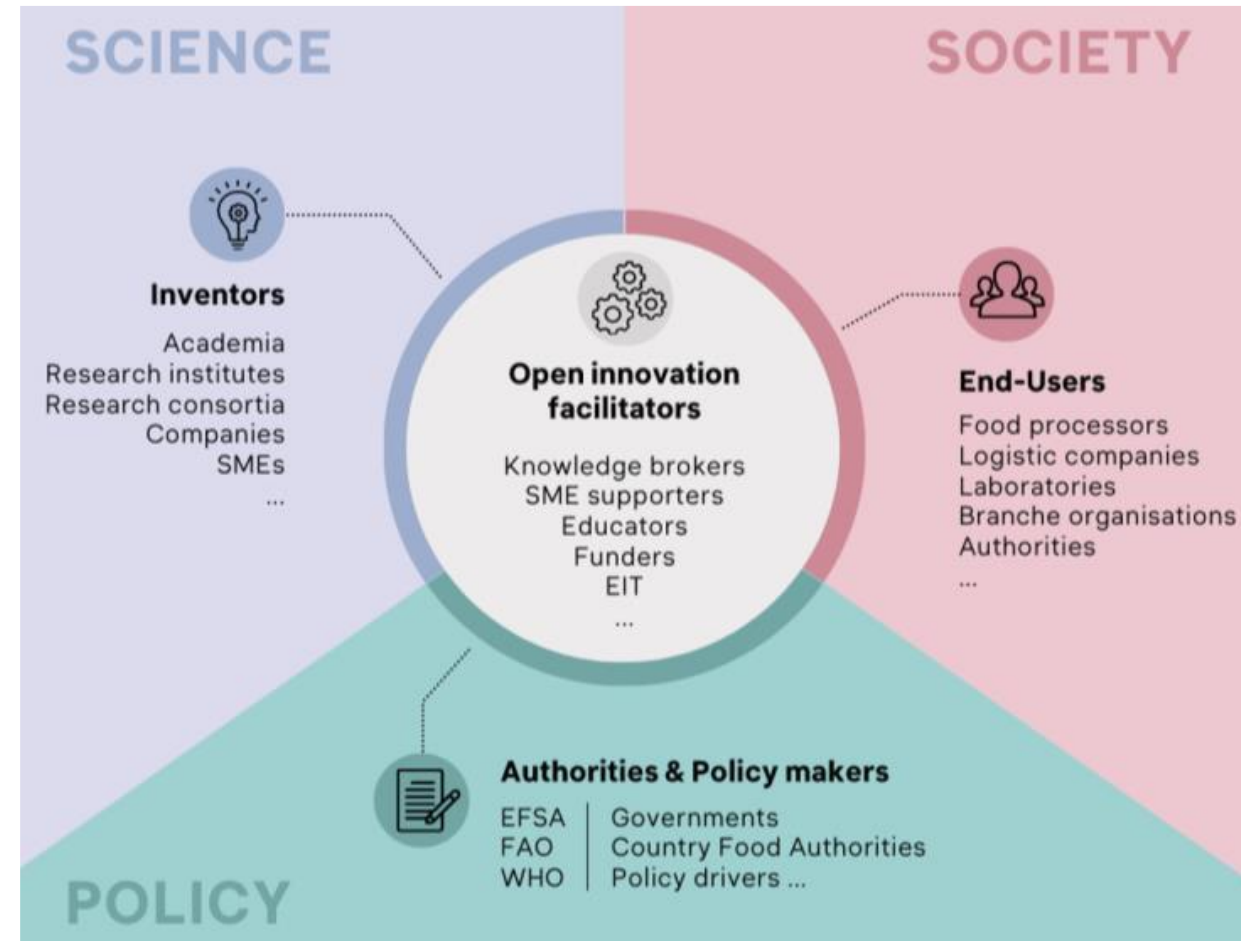 SCIENCE
SOCIETY
Inventors
Academia
Research institutes
Research consortia
Companies
SMEs
...
Open innovation
facilitators
Knowledge brokers
SME supporters
Educators
Funders
EIT
...
End-Users
Food processors
Logistic companies
Laboratories
Branche organisations
Authorities
...
Authorities & Policy makers
EFSA Governments
FAO Country Food Authorities
WHO Policy drivers ...
POLICY